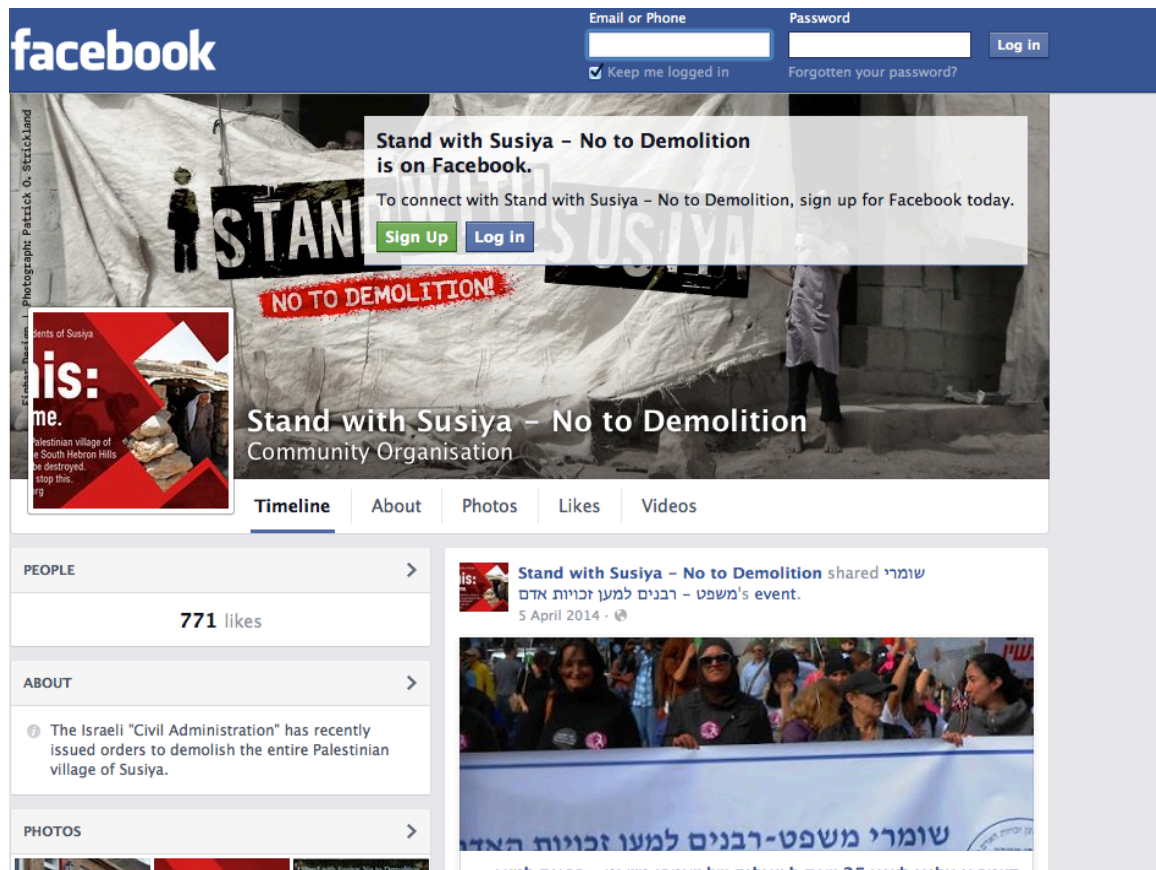 Email or Phone
Password
facebook
Log in
Keep me logged in
Forgotten your password?
Photograph: Patrick O. Strickland
Stand with Susiya – No to Demolition
is on Facebook.
To connect with Stand with Susiya – No to Demolition, sign up for Facebook today.
Sign Up
Log in
STAND WITH SUSIYA
NO TO DEMOLITION!
dents of Susiya
his:
me.
Palestinian village of
e South Hebron Hills
be destroyed.
stop this.
org
Stand with Susiya – No to Demolition
Community Organisation
Timeline
About
Photos
Likes
Videos
PEOPLE
771 likes
ABOUT
The Israeli "Civil Administration" has recently
issued orders to demolish the entire Palestinian
village of Susiya.
PHOTOS
Stand with Susiya – No to Demolition shared שומרי
משפט – רבנים למען זכויות אדם's event.
5 April 2014
שומרי משפט-רבנים למען זכויות האדם